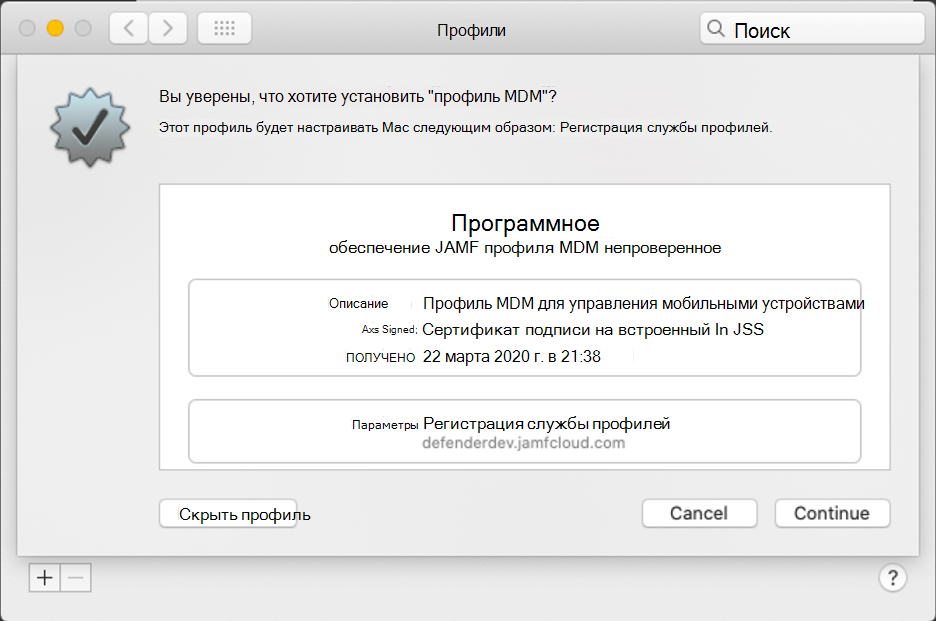 Профили
Поиск
Вы уверены, что хотите установить "профиль MDM"?
Этот профиль будет настраивать Mac следующим образом: Регистрация службы профилей.
Программное
обеспечение JAMF профиля MDM непроверенное
Описание Профиль MDM для управления мобильными устройствами
Axs Signed; Сертификат подписи на встроенный In JSS
ПОЛУЧЕНО 22 марта 2020 г. в 21:38
Параметры Регистрация службы профилей
defenderdev.jamfcloud.com
Скрыть профиль Cancel Continue
+ − ?